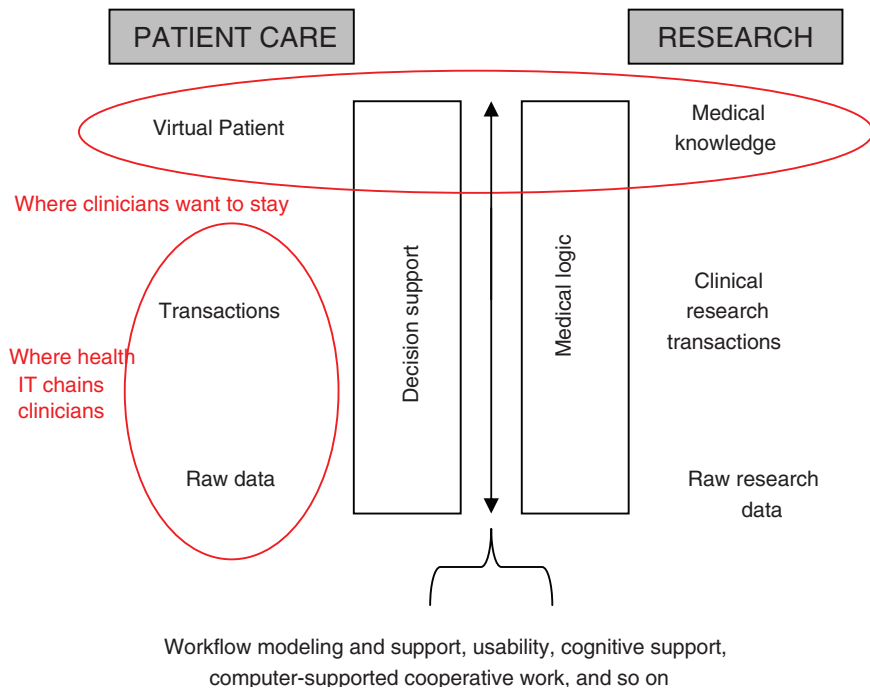 PATIENT CARE
RESEARCH
Virtual Patient
Medical
knowledge
Where clinicians want to stay
Transactions
Where health
IT chains
clinicians
Raw data
Decision support
Medical logic
Clinical
research
transactions
Raw research
data
Workflow modeling and support, usability, cognitive support,
computer-supported cooperative work, and so on